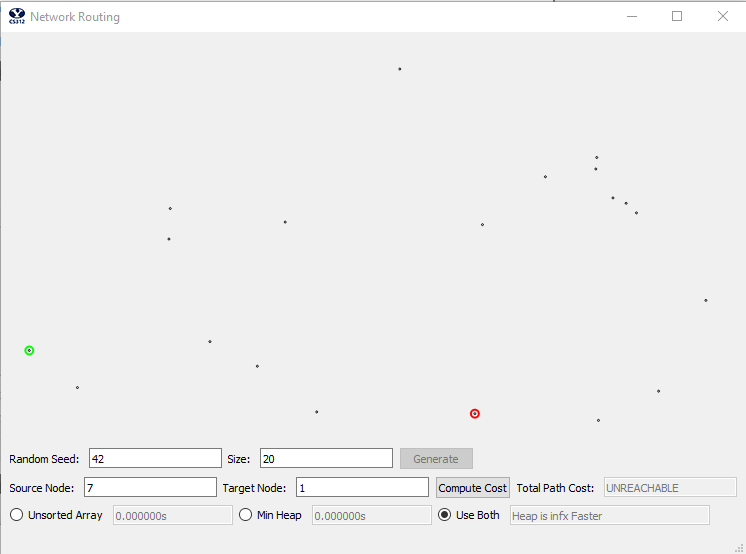 CS312 Network Routing
Random Seed: 42 Size: 20 Generate
Source Node: 7 Target Node: 1 Compute Cost Total Path Cost: UNREACHABLE
Unsorted Array 0.000000s Min Heap 0.000000s Use Both Heap is infx Faster